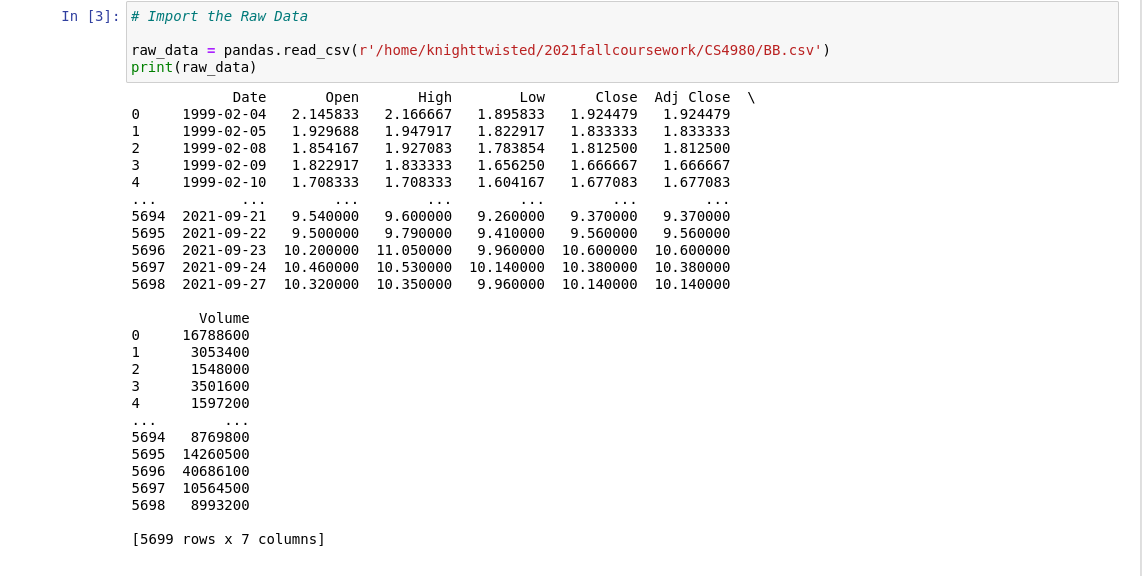 In [3]: # Import the Raw Data
raw_data = pandas.read_csv(r'/home/knighttwisted/2021fallcoursework/CS4980/BB.csv')
print(raw_data)
Date Open High Low Close Adj Close \
0 1999-02-04 2.145833 2.166667 1.895833 1.924479 1.924479
1 1999-02-05 1.929688 1.947917 1.822917 1.833333 1.833333
2 1999-02-08 1.854167 1.927083 1.783854 1.812500 1.812500
3 1999-02-09 1.822917 1.833333 1.656250 1.666667 1.666667
4 1999-02-10 1.708333 1.708333 1.604167 1.677083 1.677083
... ... ... ... ... ... ...
5694 2021-09-21 9.540000 9.600000 9.260000 9.370000 9.370000
5695 2021-09-22 9.500000 9.790000 9.410000 9.560000 9.560000
5696 2021-09-23 10.200000 11.050000 9.960000 10.600000 10.600000
5697 2021-09-24 10.460000 10.530000 10.140000 10.380000 10.380000
5698 2021-09-27 10.320000 10.350000 9.960000 10.140000 10.140000
Volume
0 16788600
1 3053400
2 1548000
3 3501600
4 1597200
... ...
5694 8769800
5695 14260500
5696 40686100
5697 10564500
5698 8993200
[5699 rows x 7 columns]